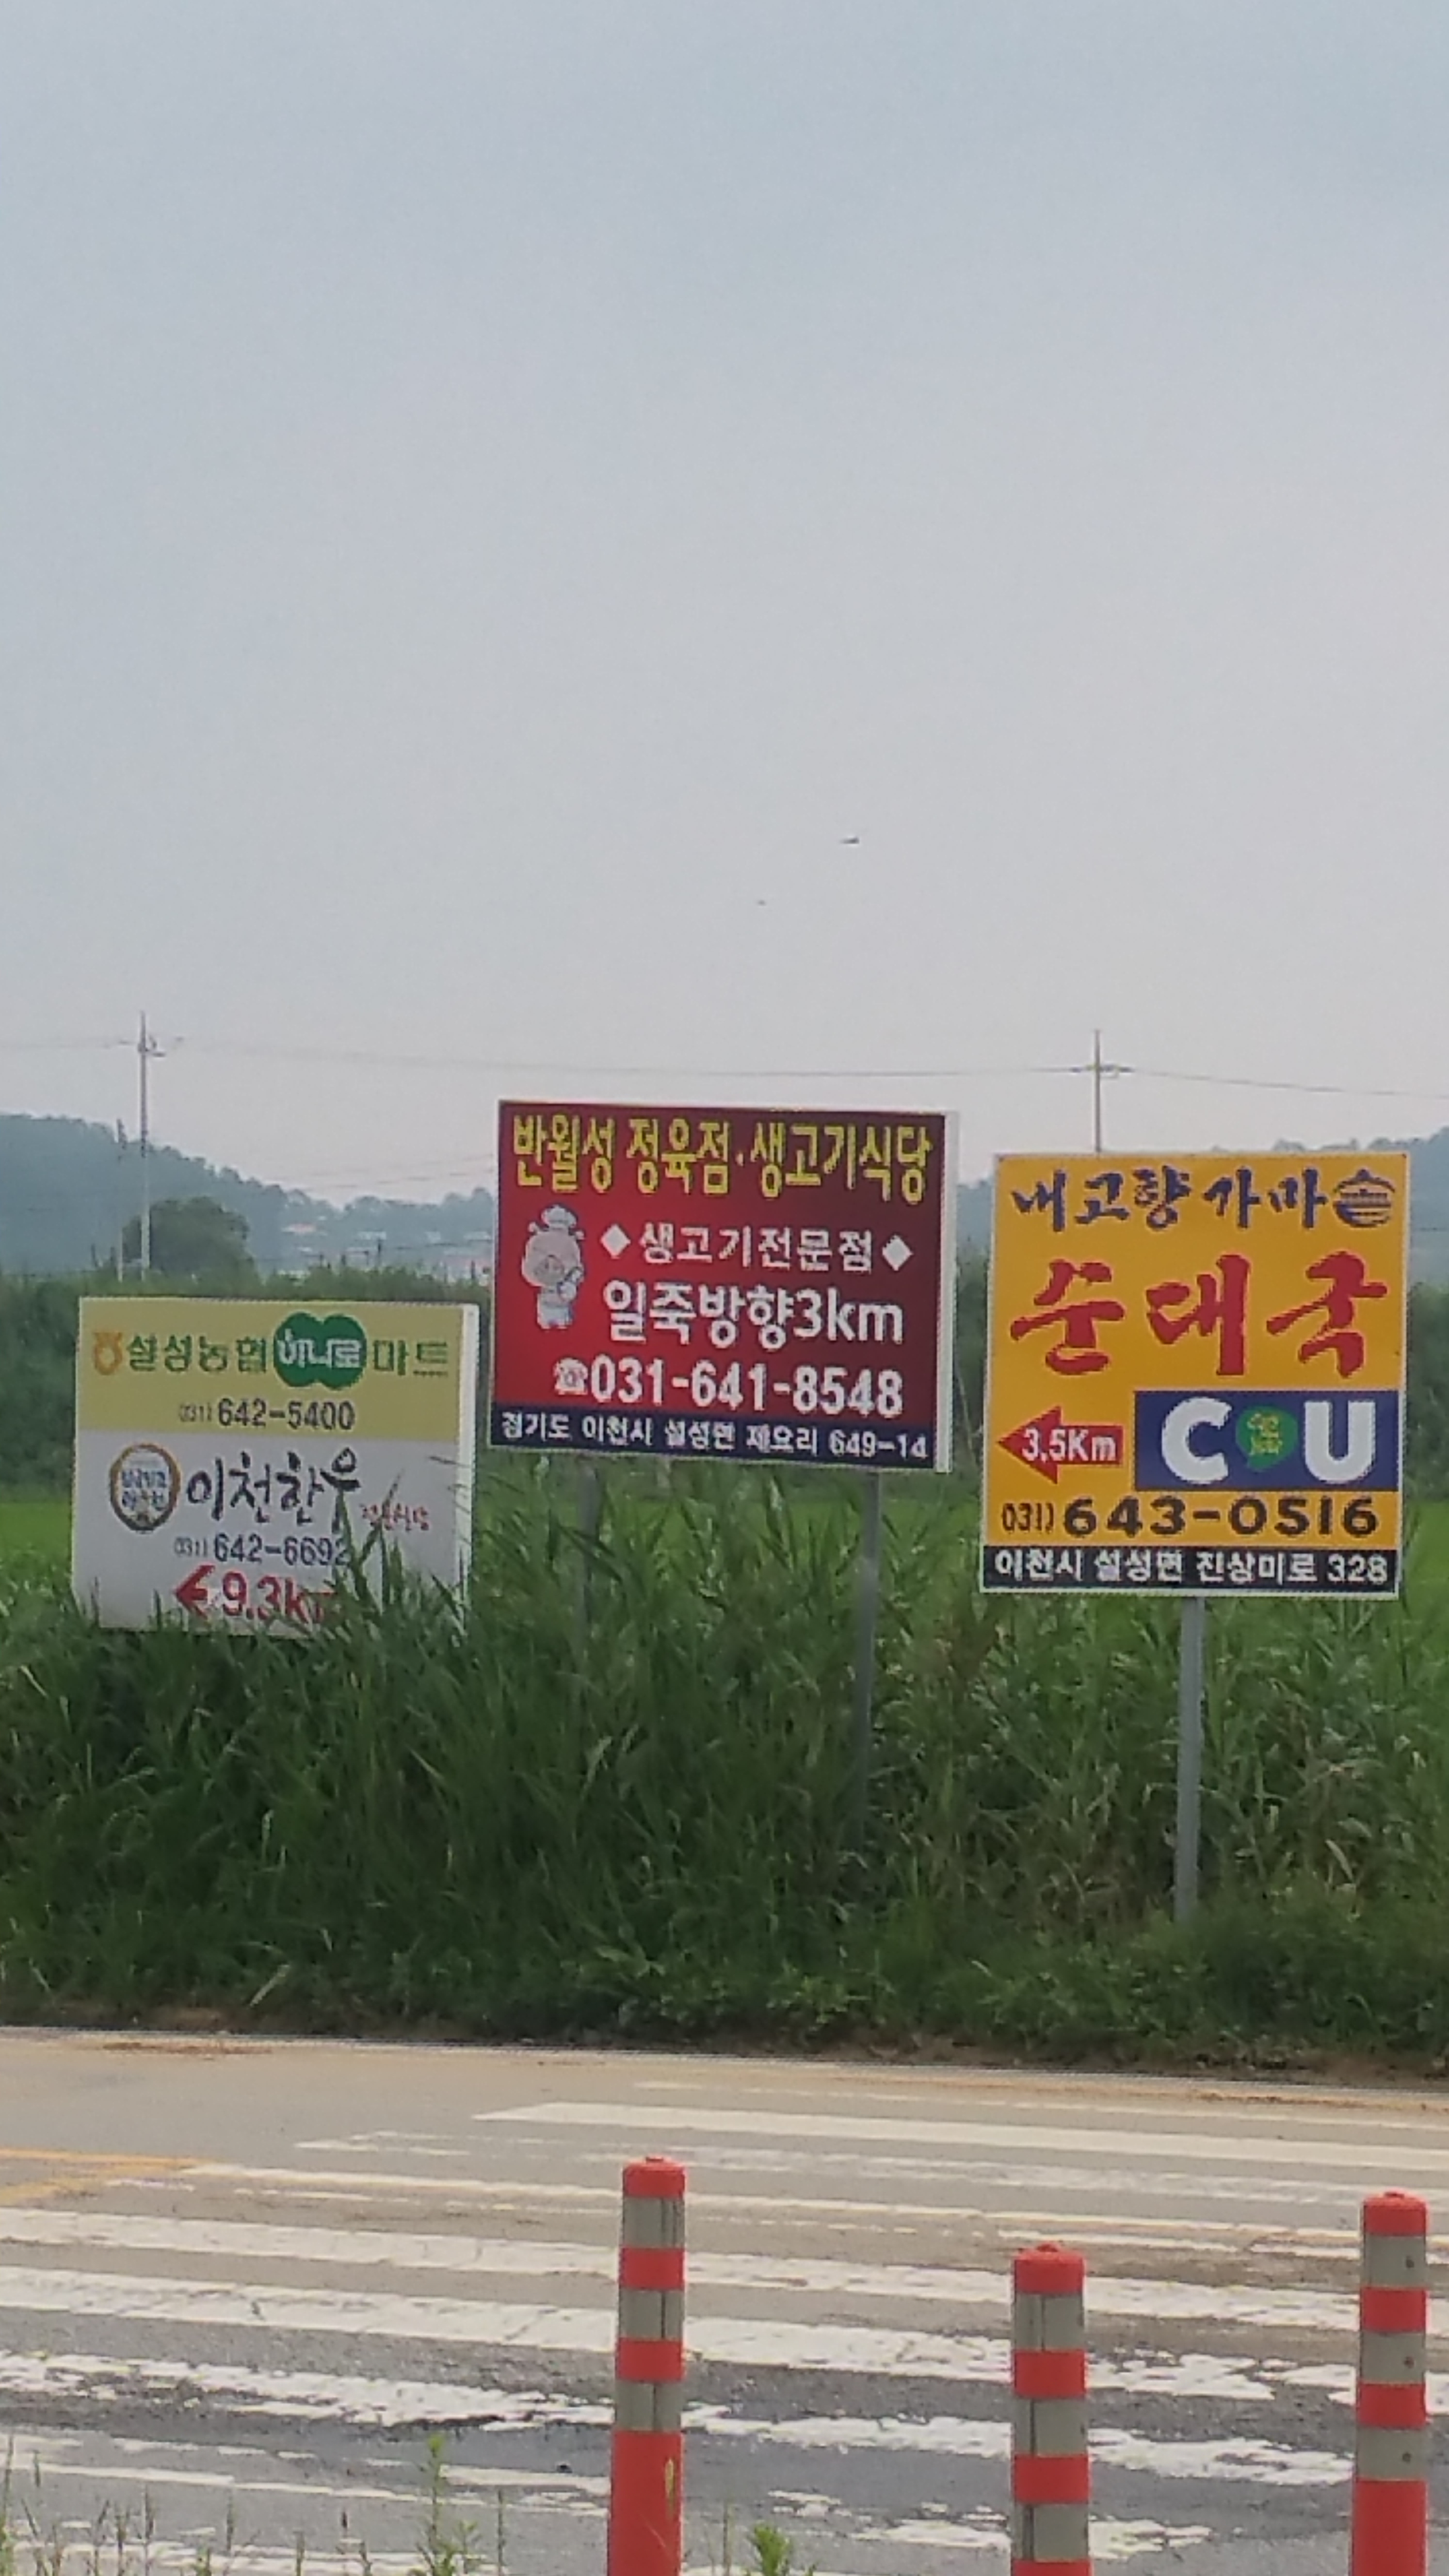 설성농협 하나로 마트
031) 642-5400
이천한우
031) 642-6692
9.3km
반월성 정육점·생고기식당
◆생고기전문점◆
일죽방향3km
☎031-641-8548
경기도 이천시 설성면 제요리 649-14
내고향가마솥
순대국
3.5Km CU
031) 643-0516
이천시 설성면 진상미로 328